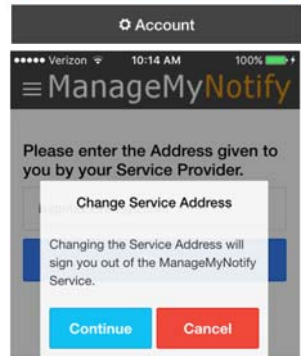 Account
Verizon 10:14 AM 100%
ManageMyNotify
Please enter the Address given to
you by your Service Provider.
Change Service Address
Changing the Service Address will
sign you out of the ManageMyNotify
Service.
Continue Cancel